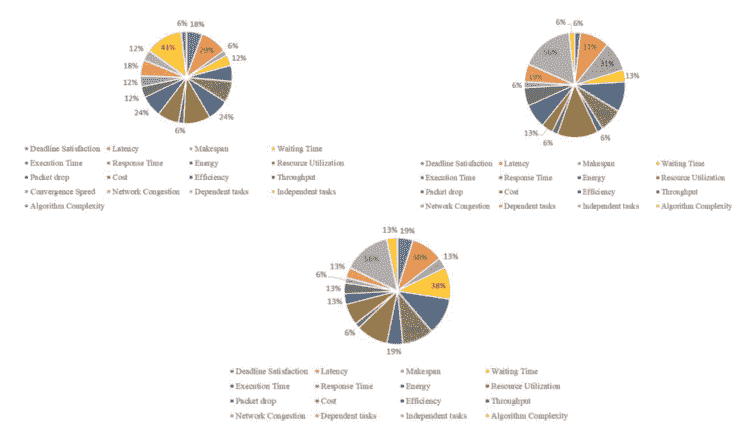 6% 18%
41%
29%
12%
6%
18%
12%
12%
12%
24%
24%
6%
Deadline Satisfaction Latency Makespan Waiting Time
Execution Time Response Time Energy Resource Utilization
Packet drop Cost Efficiency Throughput
Convergence Speed Network Congestion Dependent tasks Independent tasks
Algorithm Complexity
6% 6%
56%
31%
13%
19%
6%
13%
6%
6%
Deadline Satisfaction Latency Makespan Waiting Time
Execution Time Response Time Energy Resource Utilization
Packet drop Cost Efficiency Throughput
Network Congestion Dependent tasks Independent tasks Algorithm Complexity
13% 19%
56%
50%
13%
13%
6%
38%
13%
13%
6%
19%
Deadline Satisfaction Latency Makespan Waiting Time
Execution Time Response Time Energy Resource Utilization
Packet drop Cost Efficiency Throughput
Network Congestion Dependent tasks Independent tasks Algorithm Complexity